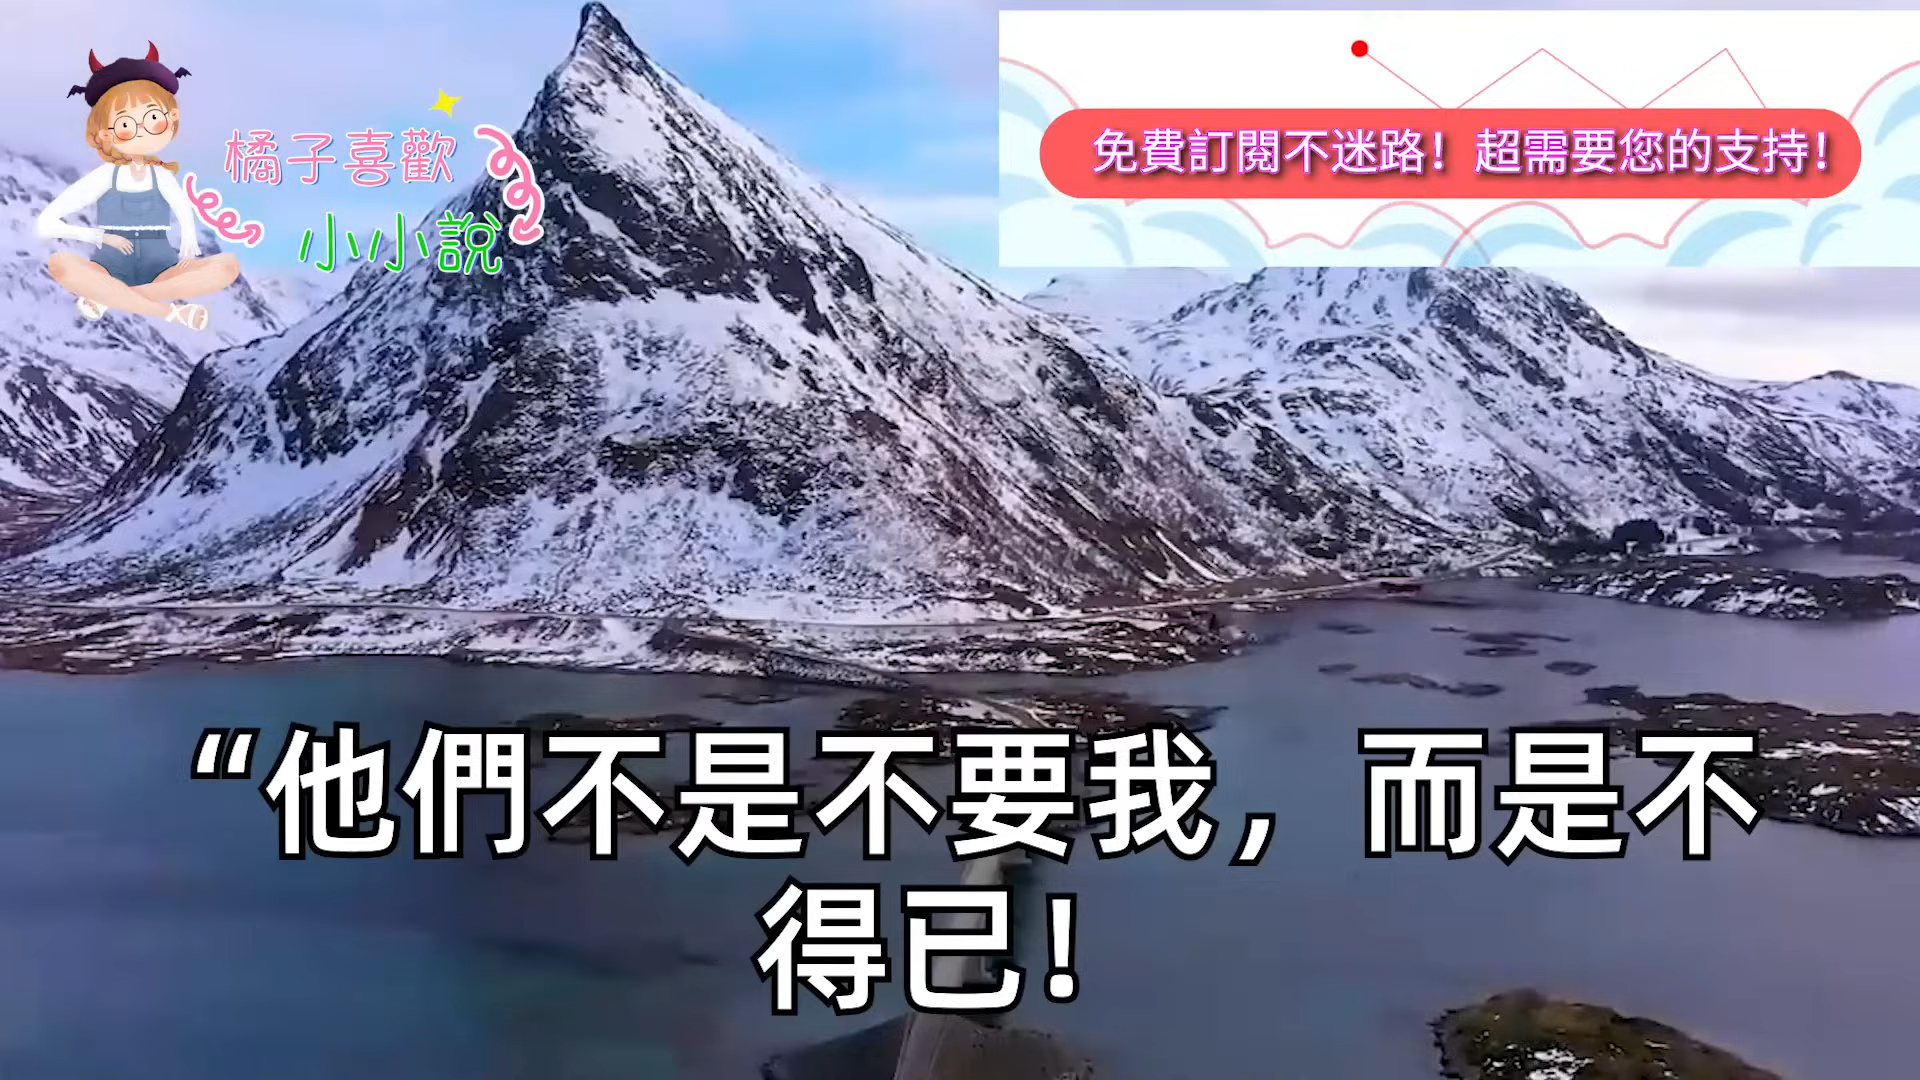 橘子喜歡
小小說
免費訂閱不迷路！超需要您的支持！
“他們不是不要我，而是不
得已！